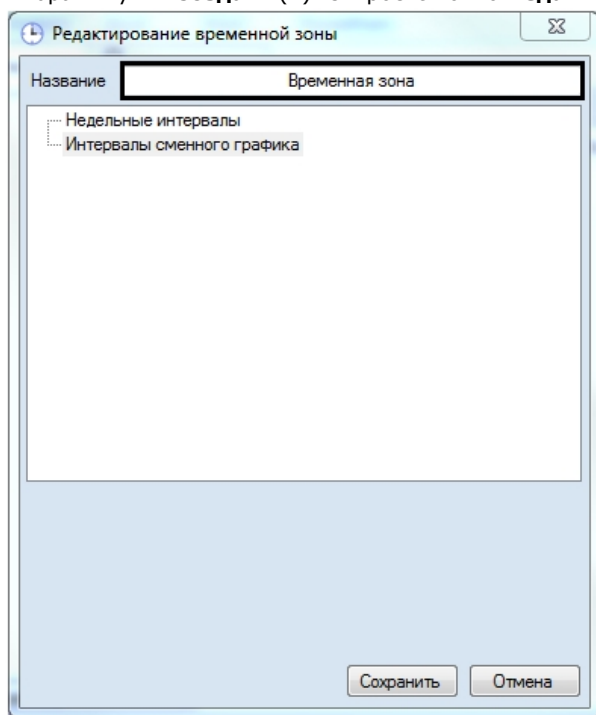 Редактирование временной зоны
Название Временная зона
Недельные интервалы
Интервалы сменного графика
Сохранить Отмена